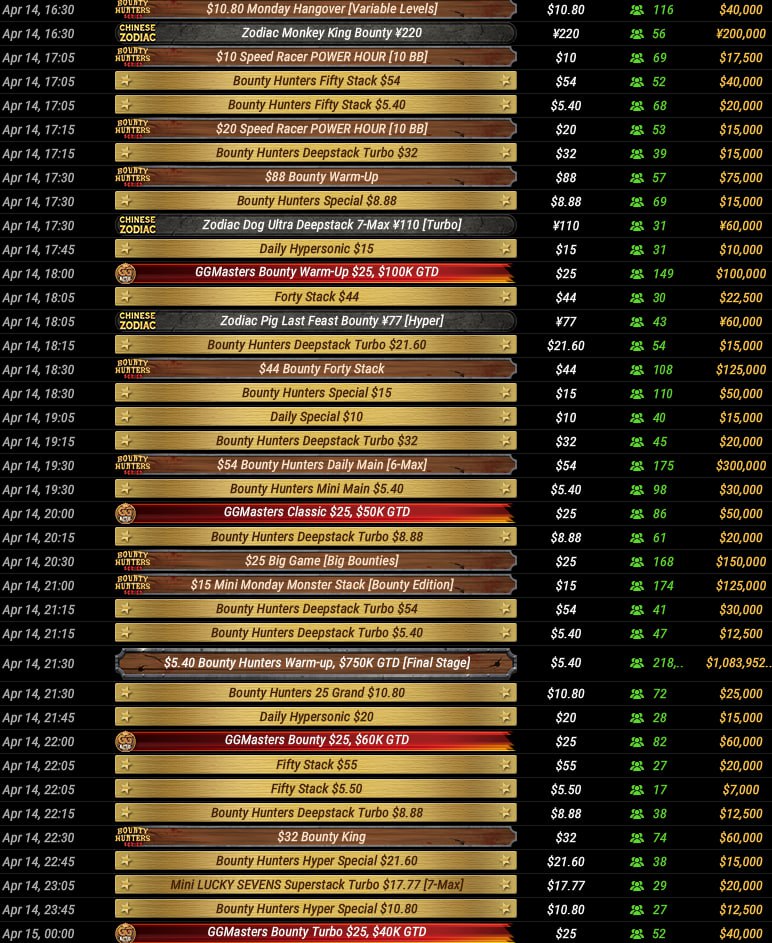 Apr 14, 16:30 BOUNTY HUNTERS $10.80 Monday Hangover [Variable Levels] $10.80 116 $40,000
Apr 14, 16:30 CHINESE ZODIAC Zodiac Monkey King Bounty ¥220 ¥220 56 ¥200,000
Apr 14, 17:05 BOUNTY HUNTERS $10 Speed Racer POWER HOUR [10 BB] $10 69 $17,500
Apr 14, 17:05 Bounty Hunters Fifty Stack $54 $54 52 $40,000
Apr 14, 17:05 Bounty Hunters Fifty Stack $5.40 $5.40 68 $20,000
Apr 14, 17:15 BOUNTY HUNTERS $20 Speed Racer POWER HOUR [10 BB] $20 53 $15,000
Apr 14, 17:15 Bounty Hunters Deepstack Turbo $32 $32 39 $15,000
Apr 14, 17:30 BOUNTY HUNTERS $88 Bounty Warm-Up $88 57 $75,000
Apr 14, 17:30 Bounty Hunters Special $8.88 $8.88 69 $15,000
Apr 14, 17:30 CHINESE ZODIAC Zodiac Dog Ultra Deepstack 7-Max ¥110 [Turbo] ¥110 31 ¥60,000
Apr 14, 17:45 Daily Hypersonic $15 $15 31 $10,000
Apr 14, 18:00 GGMasters Bounty Warm-Up $25, $100K GTD $25 149 $100,000
Apr 14, 18:05 Forty Stack $44 $44 30 $22,500
Apr 14, 18:05 CHINESE ZODIAC Zodiac Pig Last Feast Bounty ¥77 [Hyper] ¥77 43 ¥60,000
Apr 14, 18:15 Bounty Hunters Deepstack Turbo $21.60 $21.60 54 $15,000
Apr 14, 18:30 BOUNTY HUNTERS $44 Bounty Forty Stack $44 108 $125,000
Apr 14, 18:30 Bounty Hunters Special $15 $15 110 $50,000
Apr 14, 19:05 Daily Special $10 $10 40 $15,000
Apr 14, 19:15 Bounty Hunters Deepstack Turbo $32 $32 45 $20,000
Apr 14, 19:30 BOUNTY HUNTERS $54 Bounty Hunters Daily Main [6-Max] $54 175 $300,000
Apr 14, 19:30 Bounty Hunters Mini Main $5.40 $5.40 98 $30,000
Apr 14, 20:00 GGMasters Classic $25, $50K GTD $25 86 $50,000
Apr 14, 20:15 Bounty Hunters Deepstack Turbo $8.88 $8.88 61 $20,000
Apr 14, 20:30 BOUNTY HUNTERS $25 Big Game [Big Bounties] $25 168 $150,000
Apr 14, 21:00 BOUNTY HUNTERS $15 Mini Monday Monster Stack [Bounty Edition] $15 174 $125,000
Apr 14, 21:15 Bounty Hunters Deepstack Turbo $54 $54 41 $30,000
Apr 14, 21:15 Bounty Hunters Deepstack Turbo $5.40 $5.40 47 $12,500
Apr 14, 21:30 $5.40 Bounty Hunters Warm-up, $750K GTD [Final Stage] $5.40 218,.. $1,083,952..
Apr 14, 21:30 Bounty Hunters 25 Grand $10.80 $10.80 72 $25,000
Apr 14, 21:45 Daily Hypersonic $20 $20 28 $15,000
Apr 14, 22:00 GGMasters Bounty $25, $60K GTD $25 82 $60,000
Apr 14, 22:05 Fifty Stack $55 $55 27 $20,000
Apr 14, 22:05 Fifty Stack $5.50 $5.50 17 $7,000
Apr 14, 22:15 Bounty Hunters Deepstack Turbo $8.88 $8.88 38 $12,500
Apr 14, 22:30 BOUNTY HUNTERS $32 Bounty King $32 74 $60,000
Apr 14, 22:45 Bounty Hunters Hyper Special $21.60 $21.60 38 $15,000
Apr 14, 23:05 Mini LUCKY SEVENS Superstack Turbo $17.77 [7-Max] $17.77 29 $20,000
Apr 14, 23:45 Bounty Hunters Hyper Special $10.80 $10.80 27 $12,500
Apr 15, 00:00 GGMasters Bounty Turbo $25, $40K GTD $25 52 $40,000